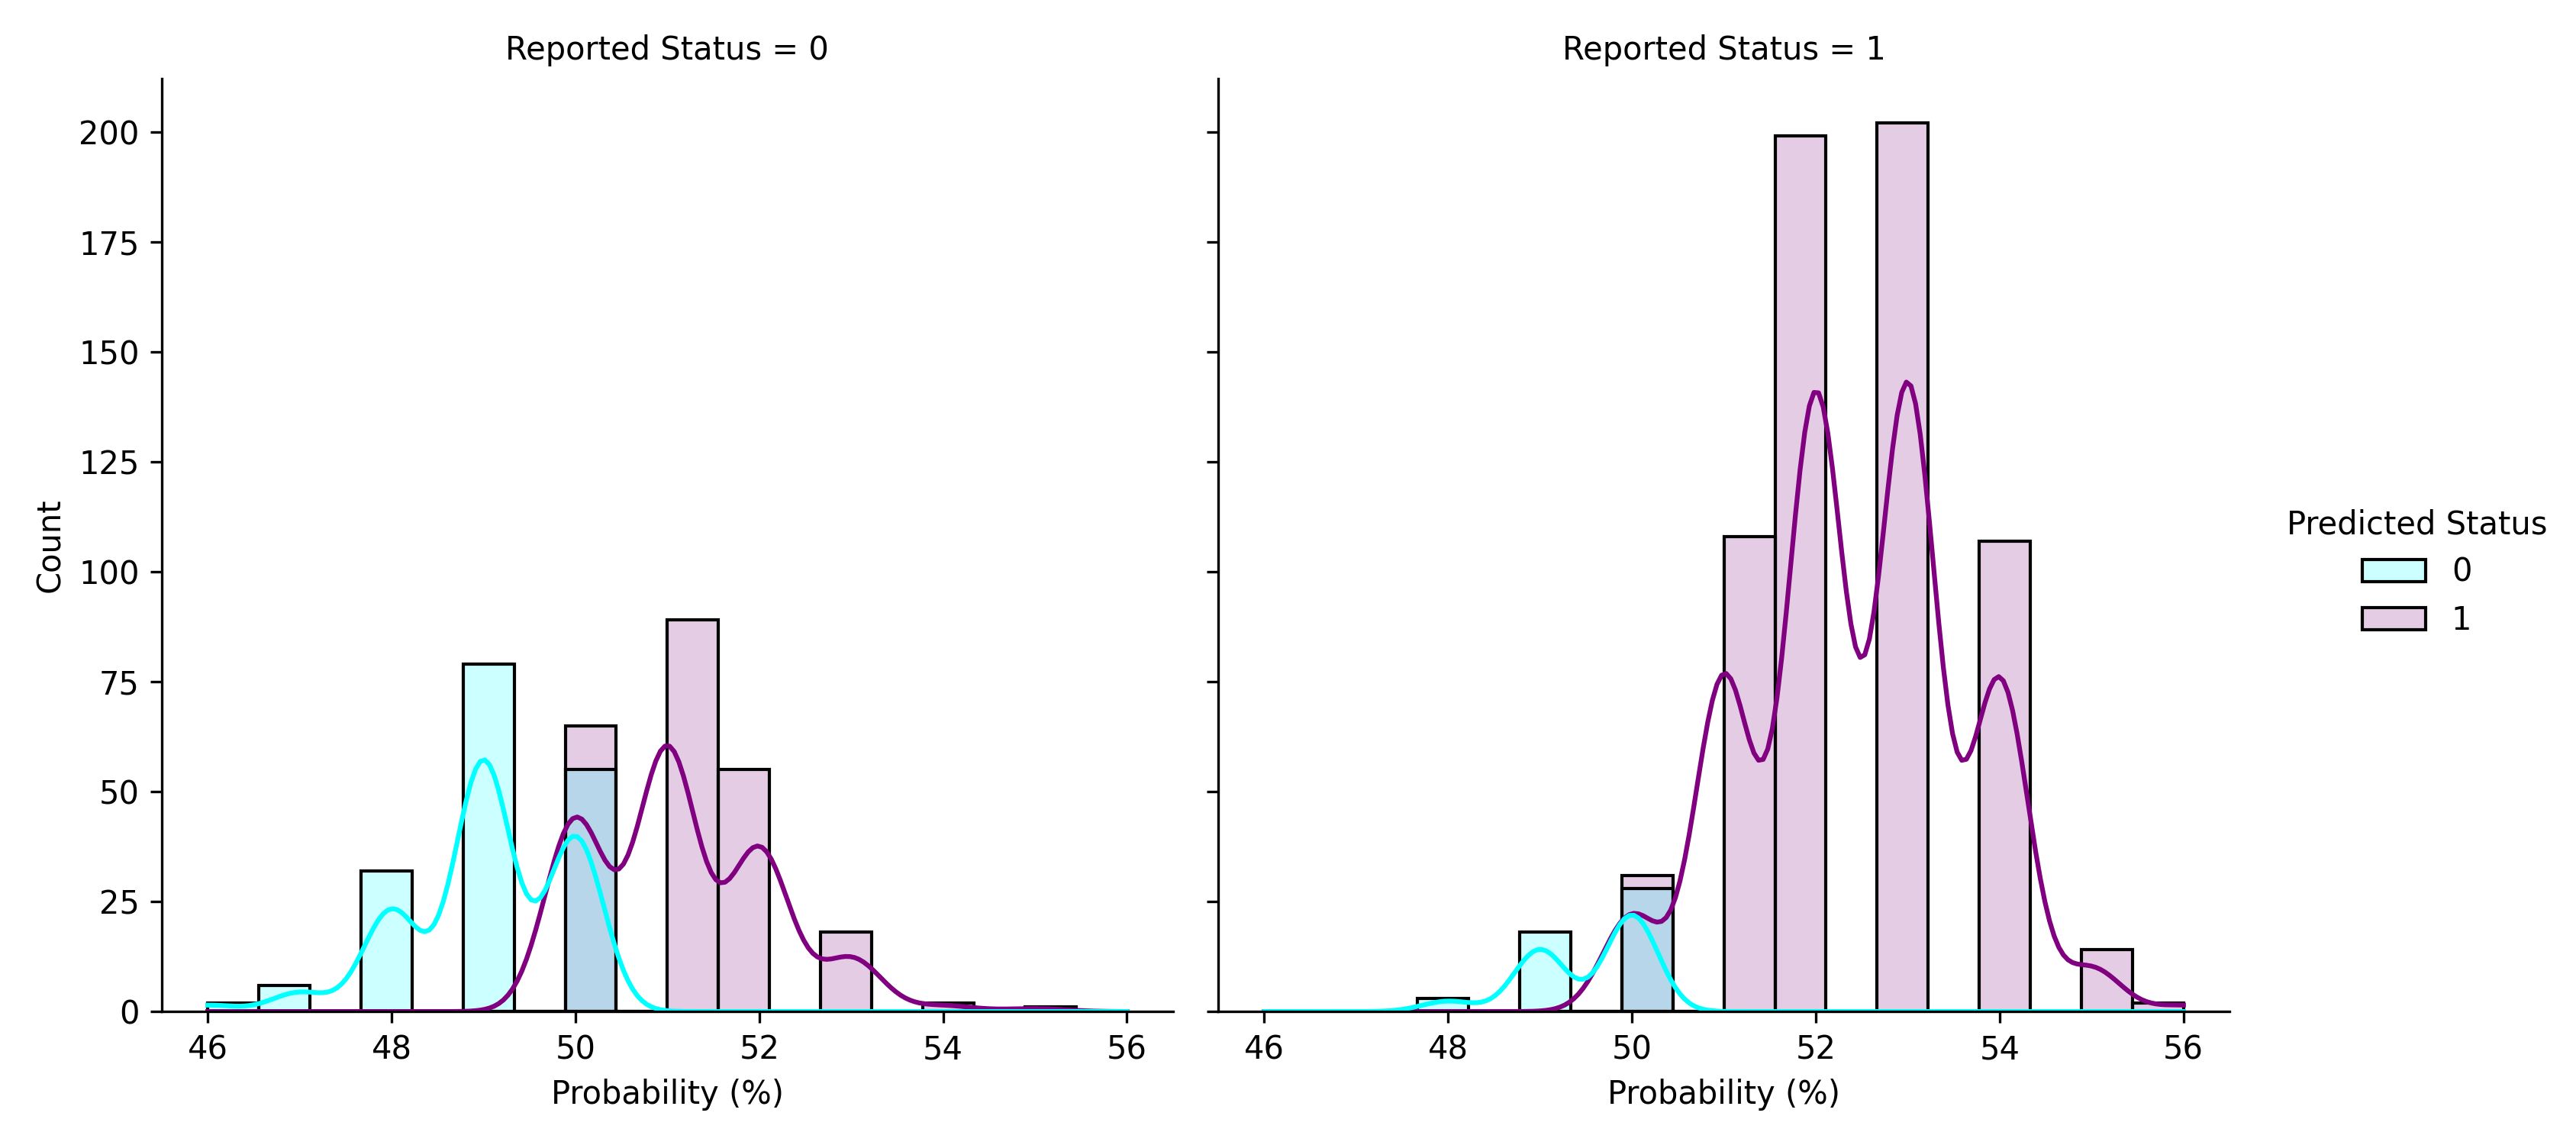 Reported Status = 0
Reported Status = 1
200
175
150
125
100
75
50
25
0
Count
46 48 50 52 54 56
46 48 50 52 54 56
Probability (%)
Probability (%)
Predicted Status
0
1